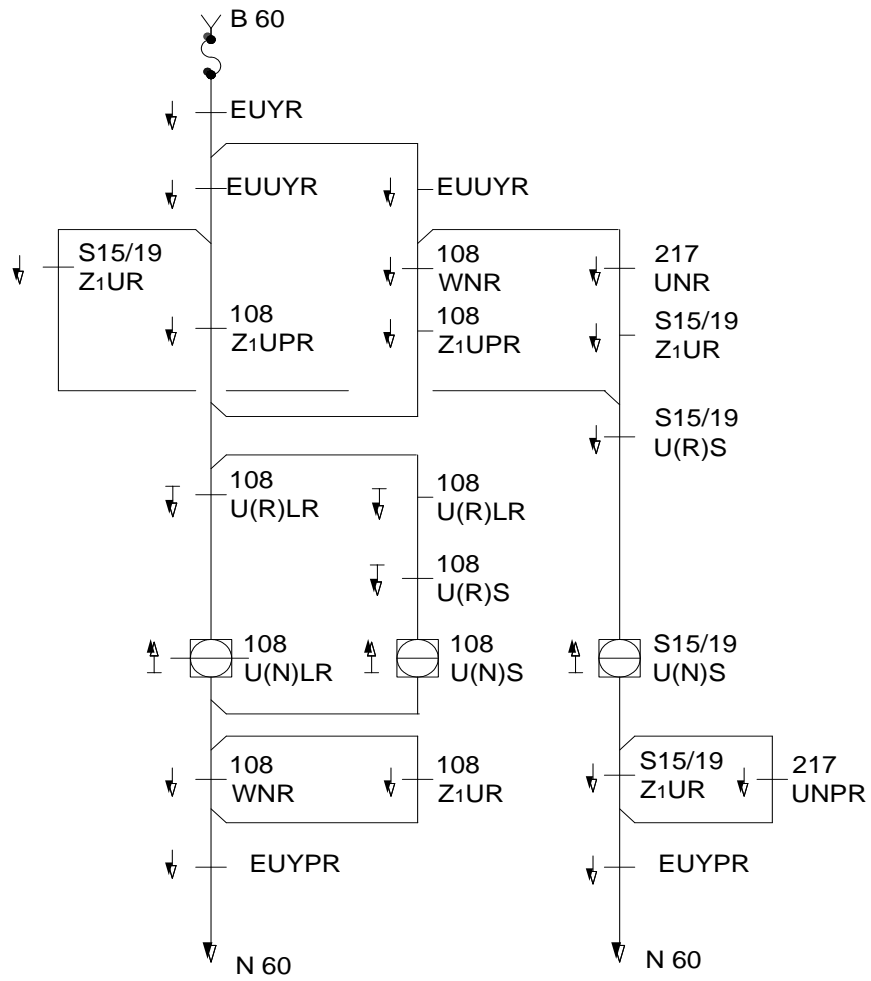 B 60
EUYR
EUUYR
EUUYR
S15/19
Z1UR
108
WNR
217
UNR
108
Z1UPR
108
Z1UPR
S15/19
Z1UR
S15/19
U(R)S
108
U(R)LR
108
U(R)LR
108
U(R)S
108
U(N)LR
108
U(N)S
S15/19
U(N)S
108
WNR
108
Z1UR
S15/19
Z1UR
217
UNPR
EUYPR
EUYPR
N 60
N 60